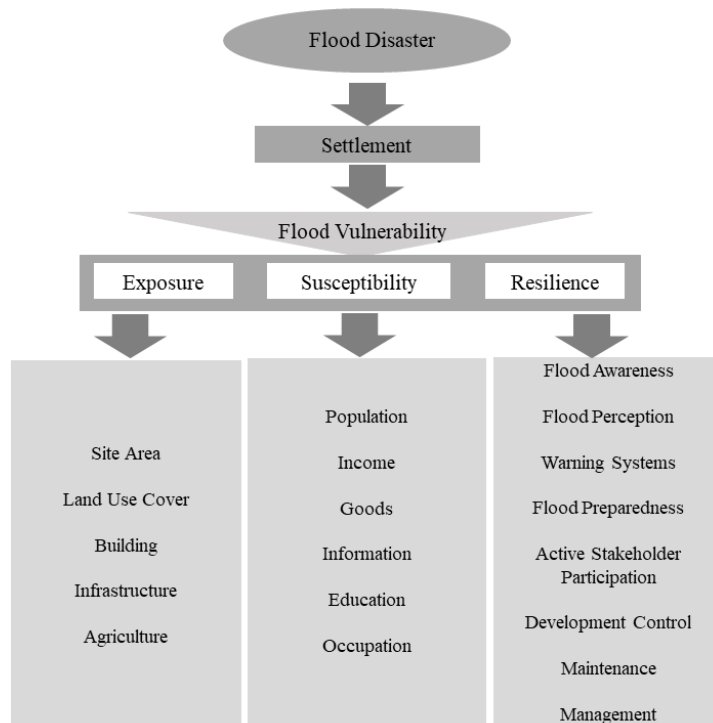 Flood Disaster
Settlement
Flood Vulnerability
Exposure
Susceptibility
Resilience
Site Area
Land Use Cover
Building
Infrastructure
Agriculture
Population
Income
Goods
Information
Education
Occupation
Flood Awareness
Flood Perception
Warning Systems
Flood Preparedness
Active Stakeholder
Participation
Development Control
Maintenance
Management